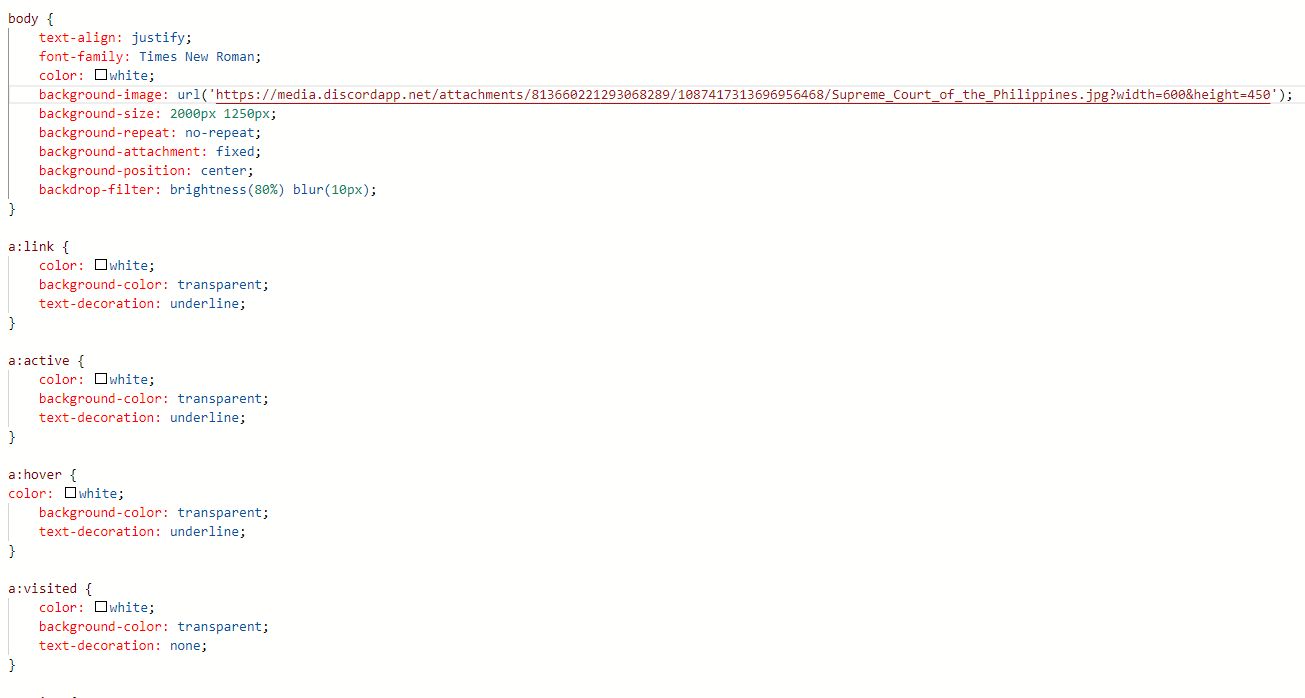 body {
    text-align: justify;
    font-family: Times New Roman;
    color: white;
    background-image: url('https://media.discordapp.net/attachments/813660221293068289/1087417313696956468/Supreme_Court_of_the_Philippines.jpg?width=600&height=450');
    background-size: 2000px 1250px;
    background-repeat: no-repeat;
    background-attachment: fixed;
    background-position: center;
    backdrop-filter: brightness(80%) blur(10px);
}

a:link {
    color: white;
    background-color: transparent;
    text-decoration: underline;
}

a:active {
    color: white;
    background-color: transparent;
    text-decoration: underline;
}

a:hover {
color: white;
    background-color: transparent;
    text-decoration: underline;
}

a:visited {
    color: white;
    background-color: transparent;
    text-decoration: none;
}